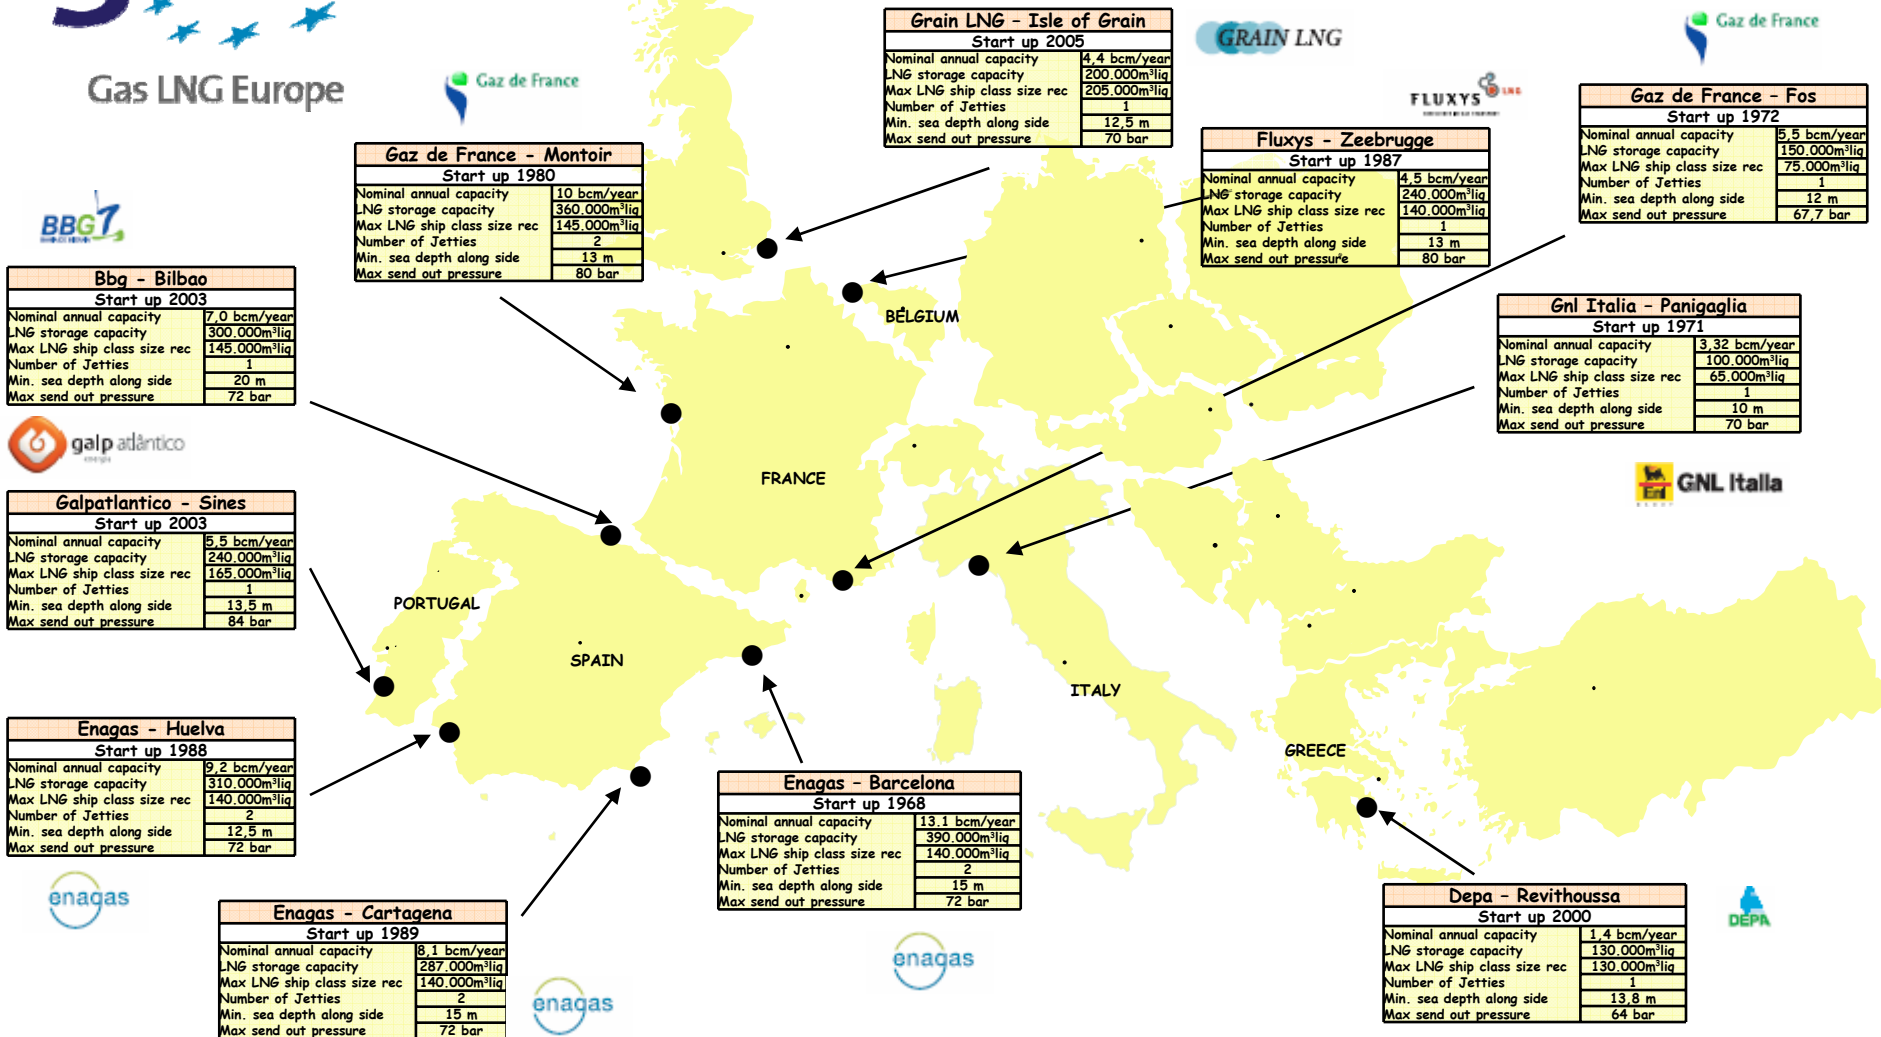 Gas LNG Europe
Gaz de France
GRAIN LNG
Gaz de France
FLUXYS LNG
BBG
galp atlântico
energia
Eni
GNL Italia
enagas
enagas
enagas
DEPA
Grain LNG - Isle of Grain
Start up 2005
Nominal annual capacity 4,4 bcm/year
LNG storage capacity 200.000m³liq
Max LNG ship class size rec 205.000m³liq
Number of Jetties 1
Min. sea depth along side 12,5 m
Max send out pressure 70 bar
Gaz de France - Fos
Start up 1972
Nominal annual capacity 5,5 bcm/year
LNG storage capacity 150.000m³liq
Max LNG ship class size rec 75.000m³liq
Number of Jetties 1
Min. sea depth along side 12 m
Max send out pressure 67,7 bar
Gaz de France - Montoir
Start up 1980
Nominal annual capacity 10 bcm/year
LNG storage capacity 360.000m³liq
Max LNG ship class size rec 145.000m³liq
Number of Jetties 2
Min. sea depth along side 13 m
Max send out pressure 80 bar
Fluxys - Zeebrugge
Start up 1987
Nominal annual capacity 4,5 bcm/year
LNG storage capacity 240.000m³liq
Max LNG ship class size rec 140.000m³liq
Number of Jetties 1
Min. sea depth along side 13 m
Max send out pressure 80 bar
Bbg - Bilbao
Start up 2003
Nominal annual capacity 7,0 bcm/year
LNG storage capacity 300.000m³liq
Max LNG ship class size rec 145.000m³liq
Number of Jetties 1
Min. sea depth along side 20 m
Max send out pressure 72 bar
Gnl Italia - Panigaglia
Start up 1971
Nominal annual capacity 3,32 bcm/year
LNG storage capacity 100.000m³liq
Max LNG ship class size rec 65.000m³liq
Number of Jetties 1
Min. sea depth along side 10 m
Max send out pressure 70 bar
Galpatlantico - Sines
Start up 2003
Nominal annual capacity 5,5 bcm/year
LNG storage capacity 240.000m³liq
Max LNG ship class size rec 165.000m³liq
Number of Jetties 1
Min. sea depth along side 13,5 m
Max send out pressure 84 bar
Enagas - Huelva
Start up 1988
Nominal annual capacity 9,2 bcm/year
LNG storage capacity 310.000m³liq
Max LNG ship class size rec 140.000m³liq
Number of Jetties 2
Min. sea depth along side 12,5 m
Max send out pressure 72 bar
Enagas - Barcelona
Start up 1968
Nominal annual capacity 13.1 bcm/year
LNG storage capacity 390.000m³liq
Max LNG ship class size rec 140.000m³liq
Number of Jetties 2
Min. sea depth along side 15 m
Max send out pressure 72 bar
Enagas - Cartagena
Start up 1989
Nominal annual capacity 8,1 bcm/year
LNG storage capacity 287.000m³liq
Max LNG ship class size rec 140.000m³liq
Number of Jetties 2
Min. sea depth along side 15 m
Max send out pressure 72 bar
Depa - Revithoussa
Start up 2000
Nominal annual capacity 1,4 bcm/year
LNG storage capacity 130.000m³liq
Max LNG ship class size rec 130.000m³liq
Number of Jetties 1
Min. sea depth along side 13,8 m
Max send out pressure 64 bar
BELGIUM
FRANCE
PORTUGAL
SPAIN
ITALY
GREECE